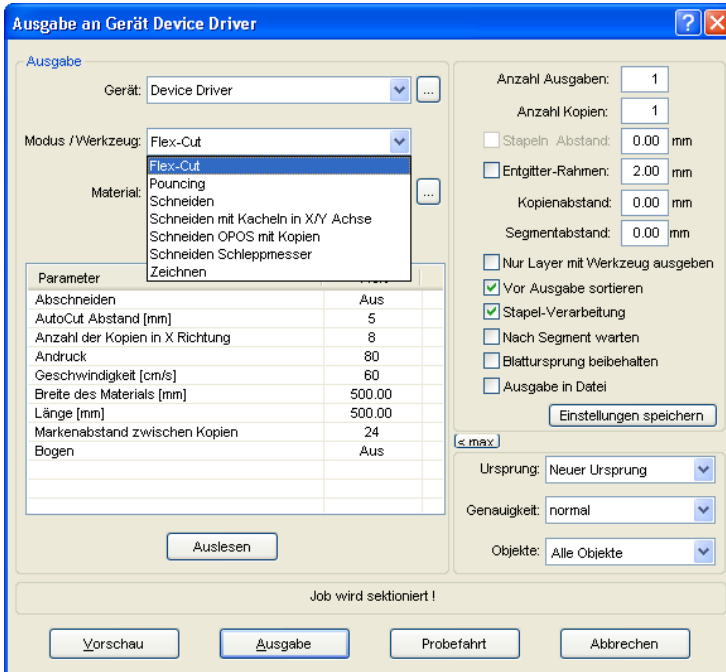 Ausgabe an Gerät Device Driver
Ausgabe
Gerät: Device Driver ...
Modus / Werkzeug: Flex-Cut
Flex-Cut
Pouncing
Schneiden
Schneiden mit Kacheln in X/Y Achse
Schneiden OPOS mit Kopien
Schneiden Schleppmesser
Zeichnen
Material: ...
Parameter
Abschneiden Aus
AutoCut Abstand [mm] 5
Anzahl der Kopien in X Richtung 8
Andruck 80
Geschwindigkeit [cm/s] 60
Breite des Materials [mm] 500.00
Länge [mm] 500.00
Markenabstand zwischen Kopien 24
Bogen Aus
Auslesen
Anzahl Ausgaben: 1
Anzahl Kopien: 1
Stapeln Abstand: 0.00 mm
Entgitter-Rahmen: 2.00 mm
Kopienabstand: 0.00 mm
Segmentabstand: 0.00 mm
Nur Layer mit Werkzeug ausgeben
Vor Ausgabe sortieren
Stapel-Verarbeitung
Nach Segment warten
Blattursprung beibehalten
Ausgabe in Datei
Einstellungen speichern
< max
Ursprung: Neuer Ursprung
Genauigkeit: normal
Objekte: Alle Objekte
Job wird sektioniert !
Vorschau Ausgabe Probefahrt Abbrechen